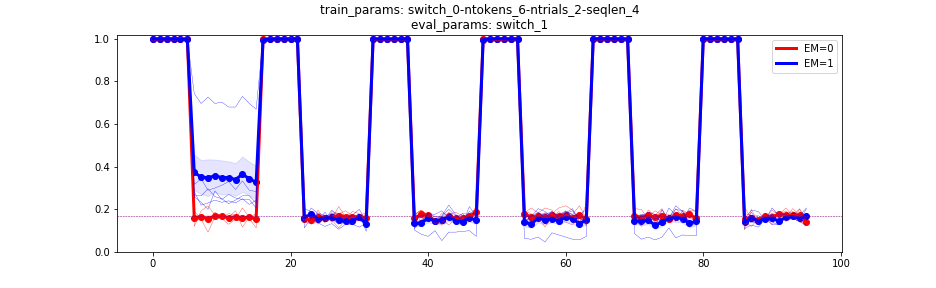 train_params: switch_0-ntokens_6-ntrials_2-seqlen_4
eval_params: switch_1
EM=0
EM=1
1.0
0.8
0.6
0.4
0.2
0.0
0 20 40 60 80 100